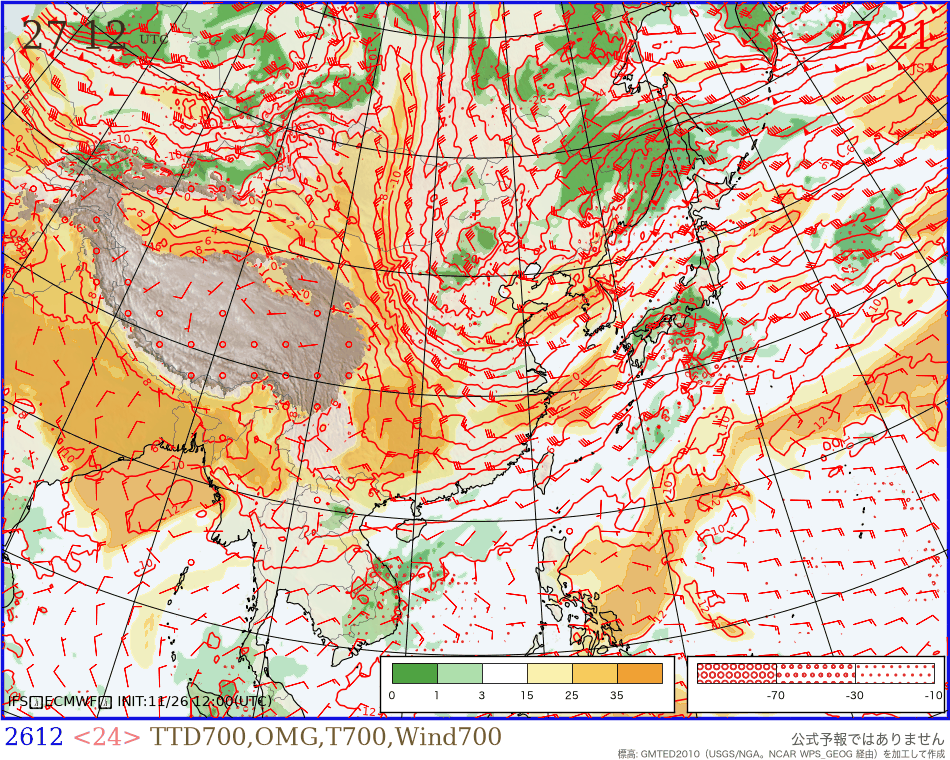 27 12 UTC
27 21 JST
0 1 3 15 25 35
-70 -30 -10
IFS□ECMWF□ INIT:11/26 12:00(UTC)
2612 <24> TTD700,OMG,T700,Wind700
公式予報ではありません
標高: GMTED2010（USGS/NGA。NCAR WPS_GEOG 経由）を加工して作成